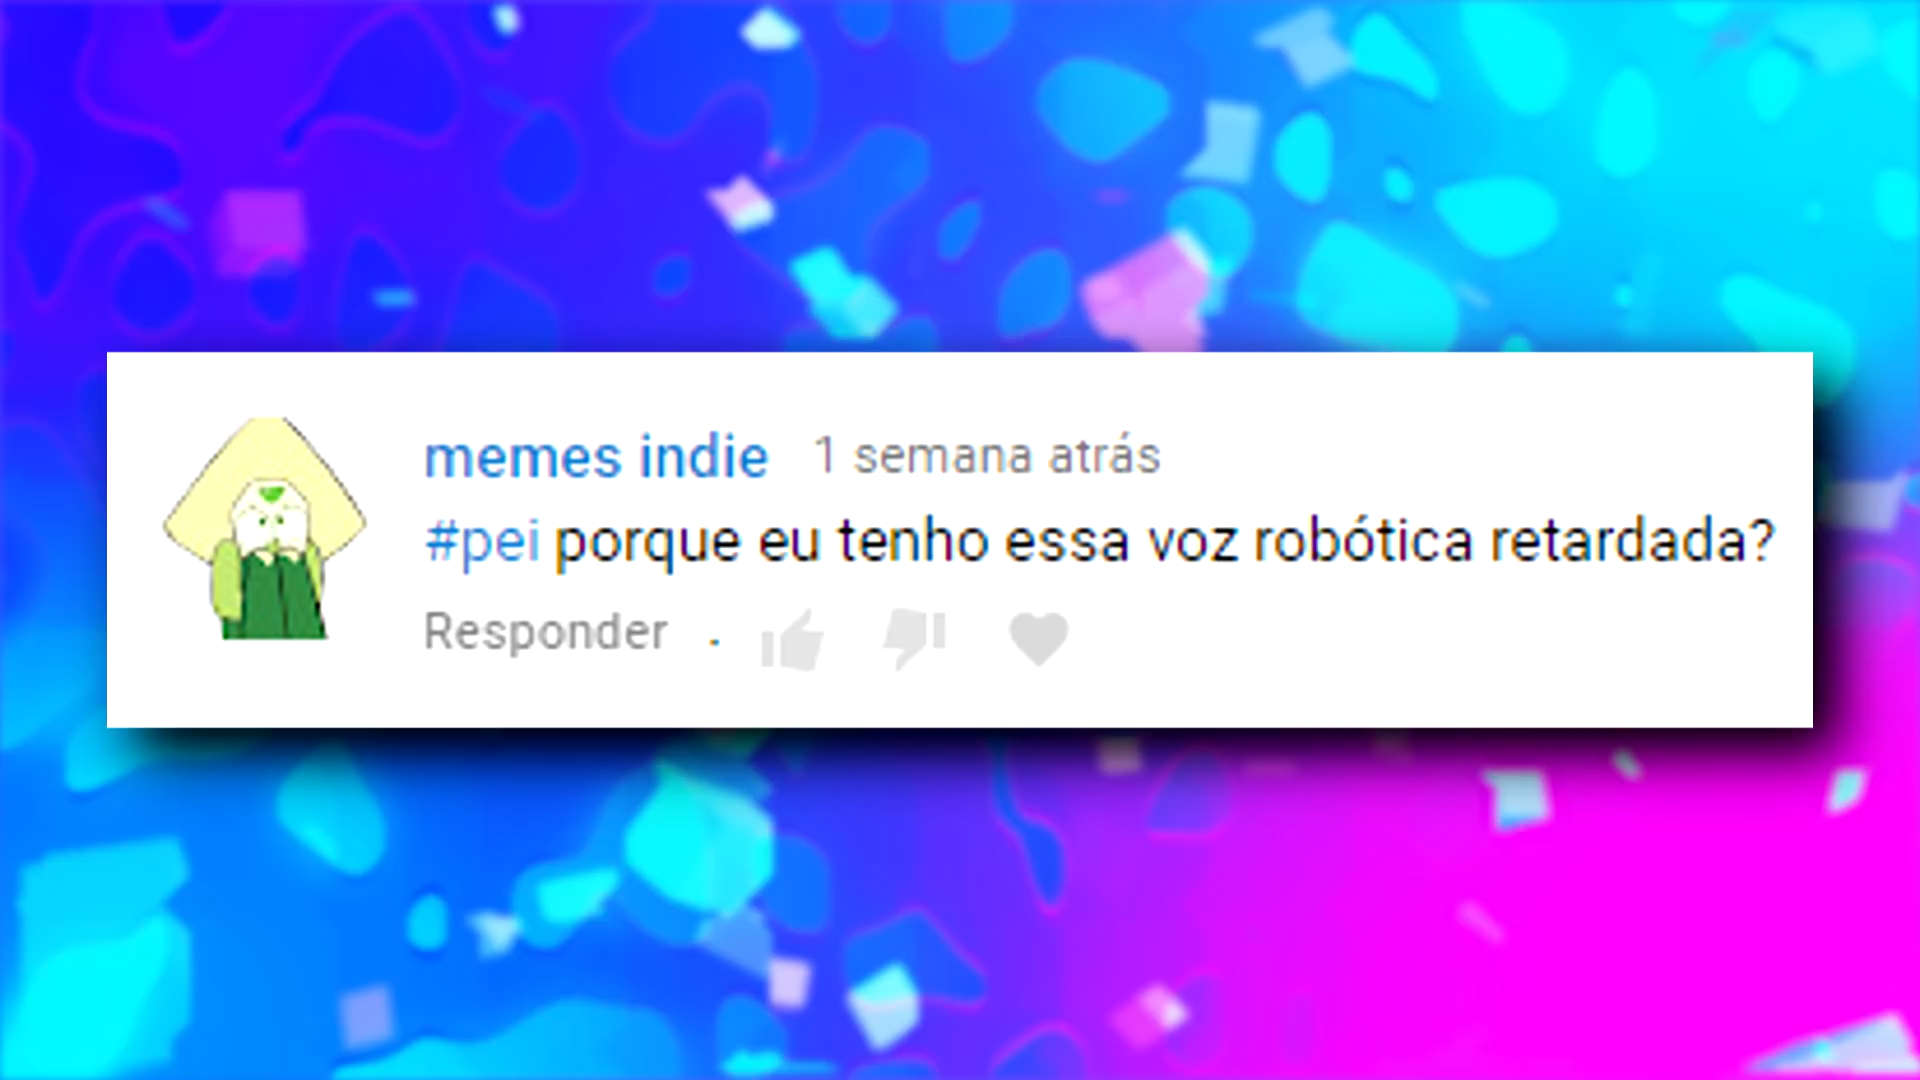 memes indie 1 semana atrás
#pei porque eu tenho essa voz robótica retardada?
Responder .